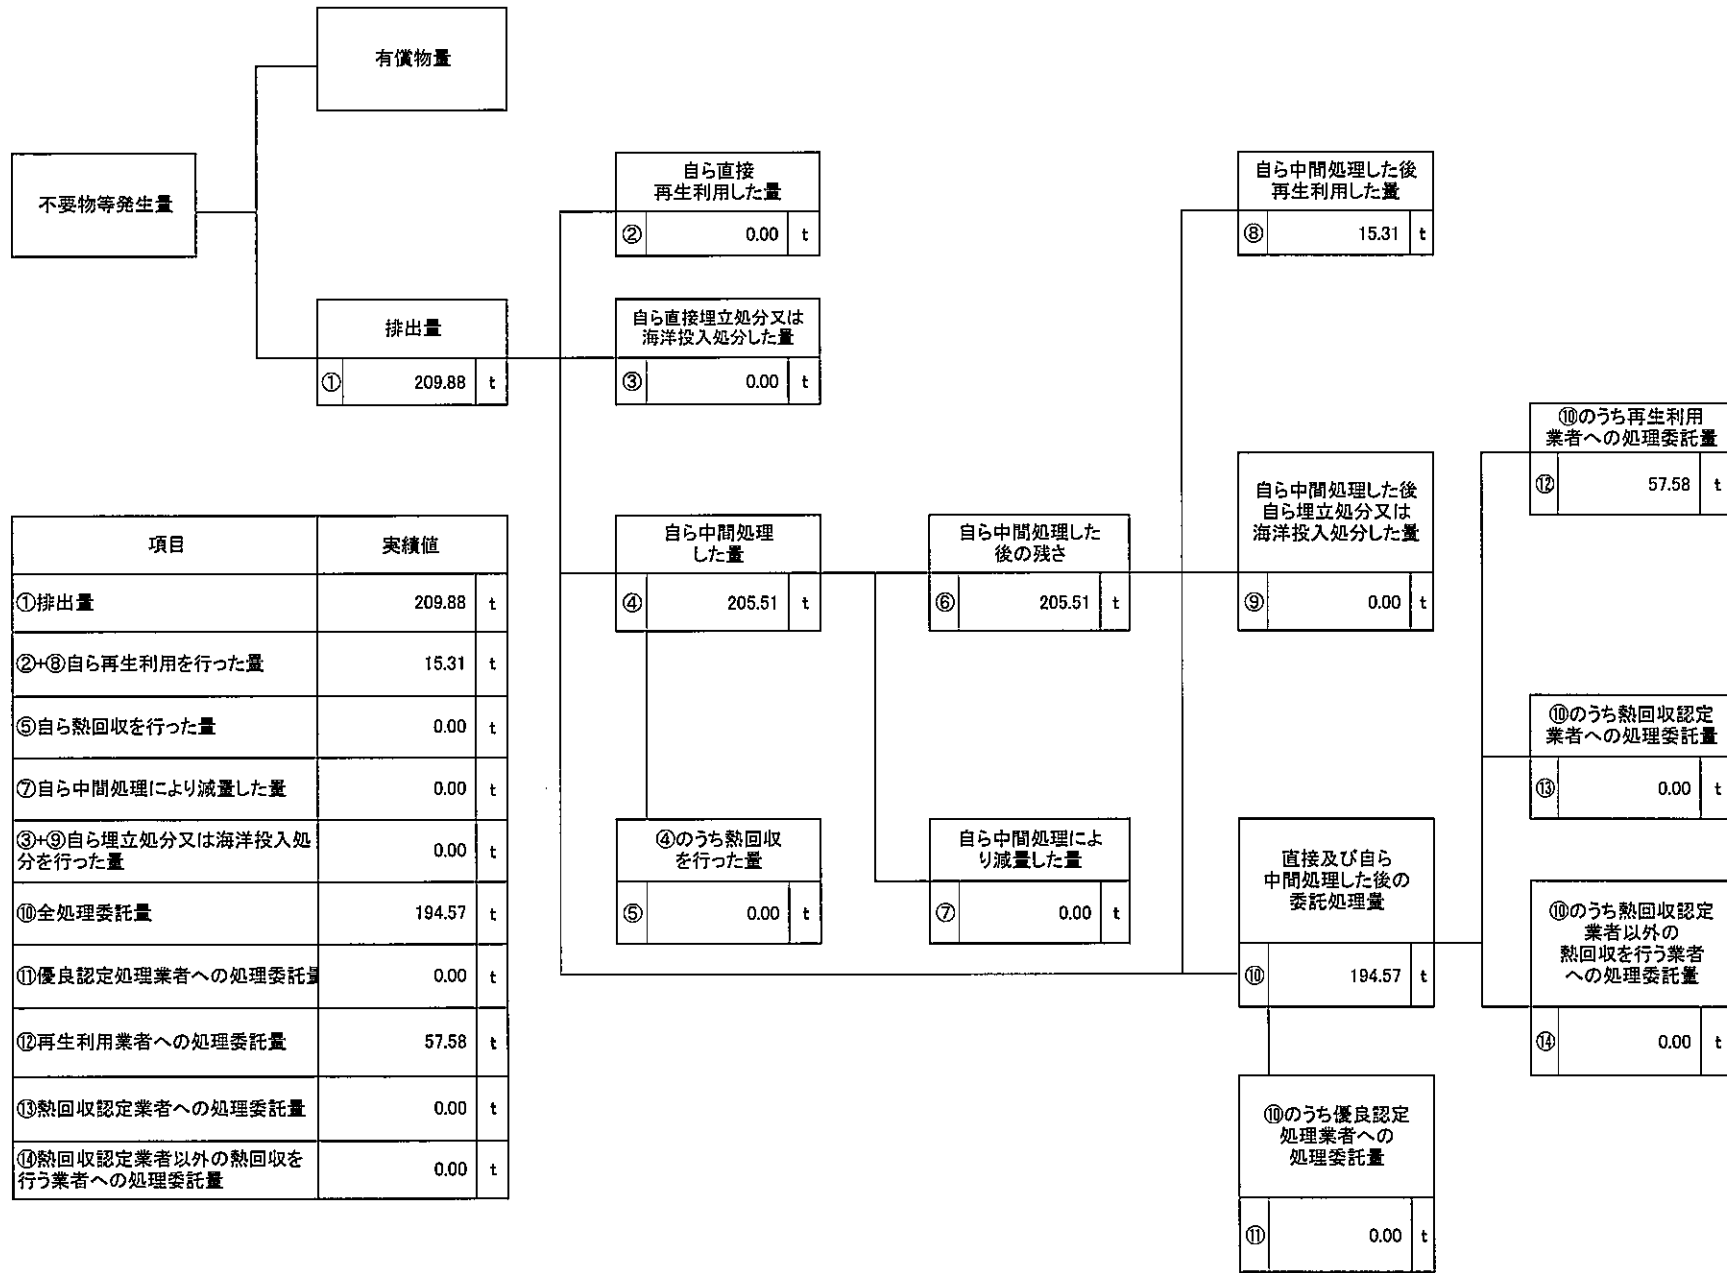 有償物量
不要物等発生量
排出量
① 209.88 t
自ら直接
再生利用した量
② 0.00 t
自ら直接埋立処分又は
海洋投入処分した量
③ 0.00 t
自ら中間処理
した量
④ 205.51 t
④のうち熱回収
を行った量
⑤ 0.00 t
自ら中間処理した
後の残さ
⑥ 205.51 t
自ら中間処理によ
り減量した量
⑦ 0.00 t
自ら中間処理した後
再生利用した量
⑧ 15.31 t
自ら中間処理した後
自ら埋立処分又は
海洋投入処分した量
⑨ 0.00 t
直接及び自ら
中間処理した後の
委託処理量
⑩ 194.57 t
⑩のうち優良認定
処理業者への
処理委託量
⑪ 0.00 t
⑩のうち再生利用
業者への処理委託量
⑫ 57.58 t
⑩のうち熱回収認定
業者への処理委託量
⑬ 0.00 t
⑩のうち熱回収認定
業者以外の
熱回収を行う業者
への処理委託量
⑭ 0.00 t
項目 実績値
①排出量 209.88 t
②+⑧自ら再生利用を行った量 15.31 t
⑤自ら熱回収を行った量 0.00 t
⑦自ら中間処理により減量した量 0.00 t
③+⑨自ら埋立処分又は海洋投入処
分を行った量 0.00 t
⑩全処理委託量 194.57 t
⑪優良認定処理業者への処理委託量 0.00 t
⑫再生利用業者への処理委託量 57.58 t
⑬熱回収認定業者への処理委託量 0.00 t
⑭熱回収認定業者以外の熱回収を
行う業者への処理委託量 0.00 t